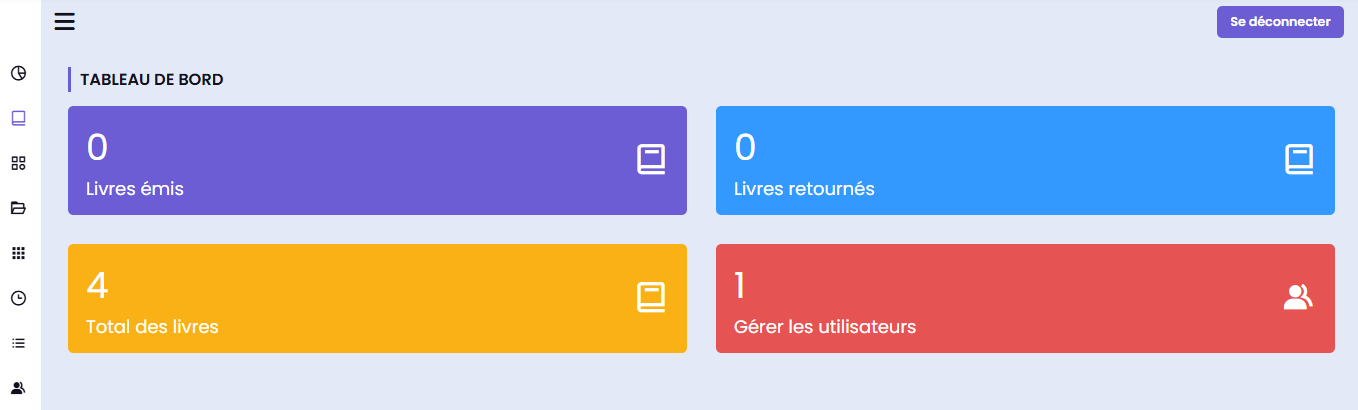 Se déconnecter
TABLEAU DE BORD
0
Livres émis
0
Livres retournés
4
Total des livres
1
Gérer les utilisateurs